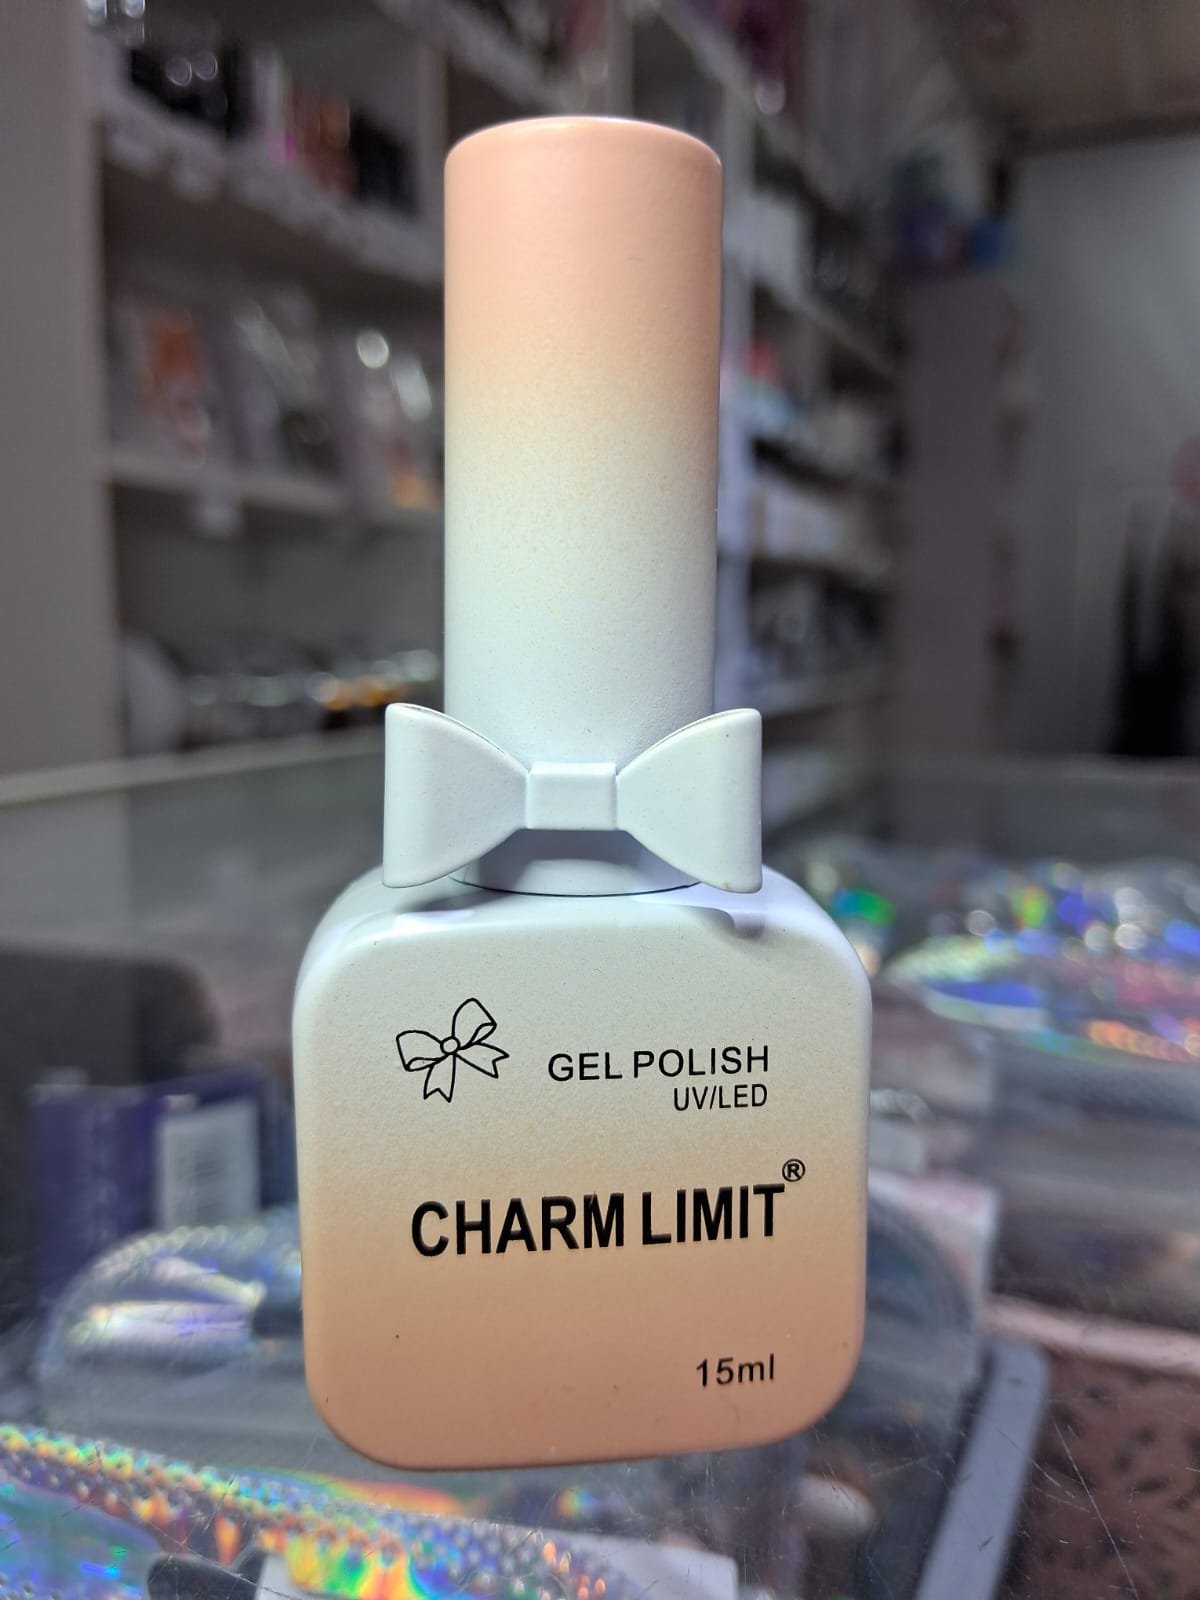 GEL POLISH
UV/LED
CHARM LIMIT®
15ml